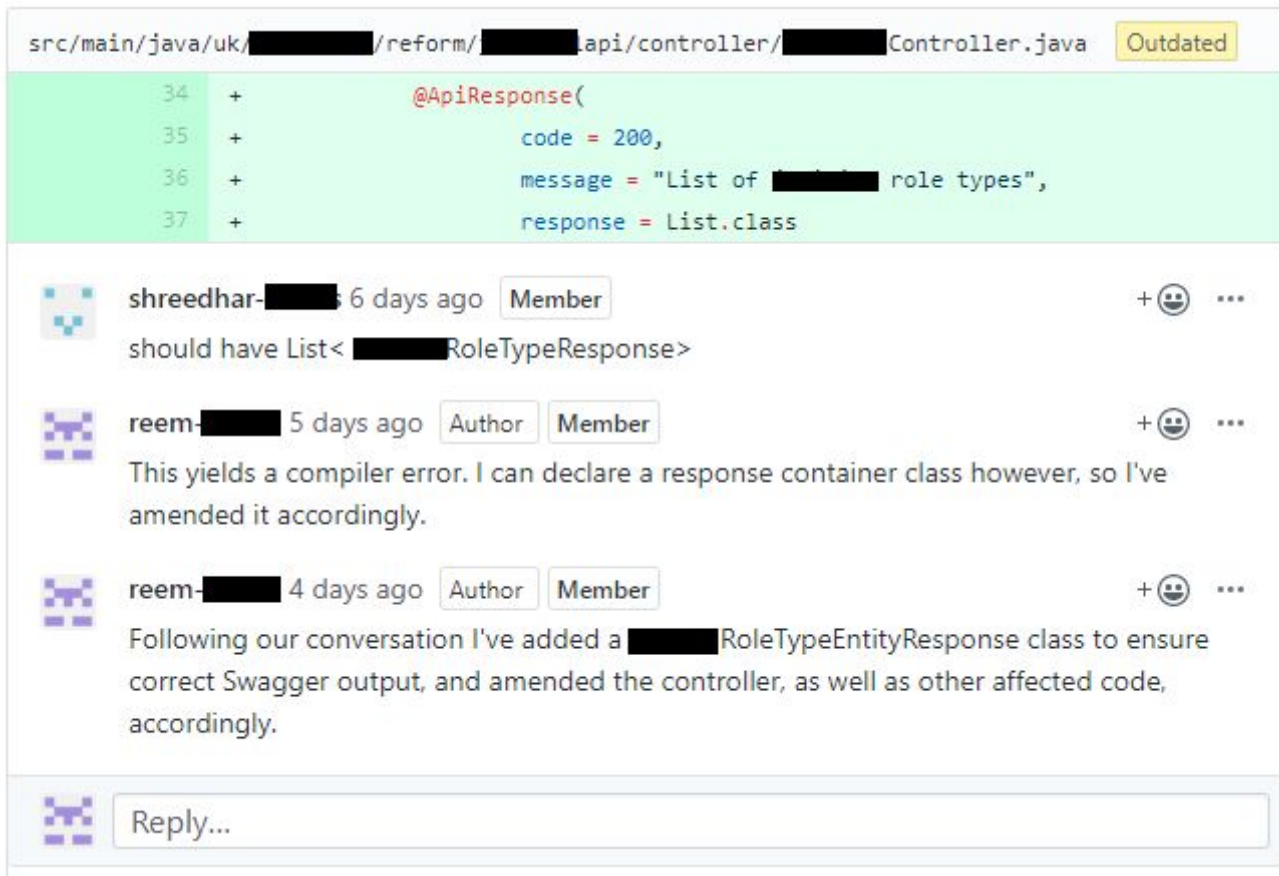 src/main/java/uk/ /reform/ api/controller/ Controller.java Outdated
34 + @ApiResponse(
35 + code = 200,
36 + message = "List of role types",
37 + response = List.class
shreedhar- 6 days ago Member
should have List< RoleTypeResponse>
reem- 5 days ago Author Member
This yields a compiler error. I can declare a response container class however, so I've
amended it accordingly.
reem- 4 days ago Author Member
Following our conversation I've added a RoleTypeEntityResponse class to ensure
correct Swagger output, and amended the controller, as well as other affected code,
accordingly.
Reply...